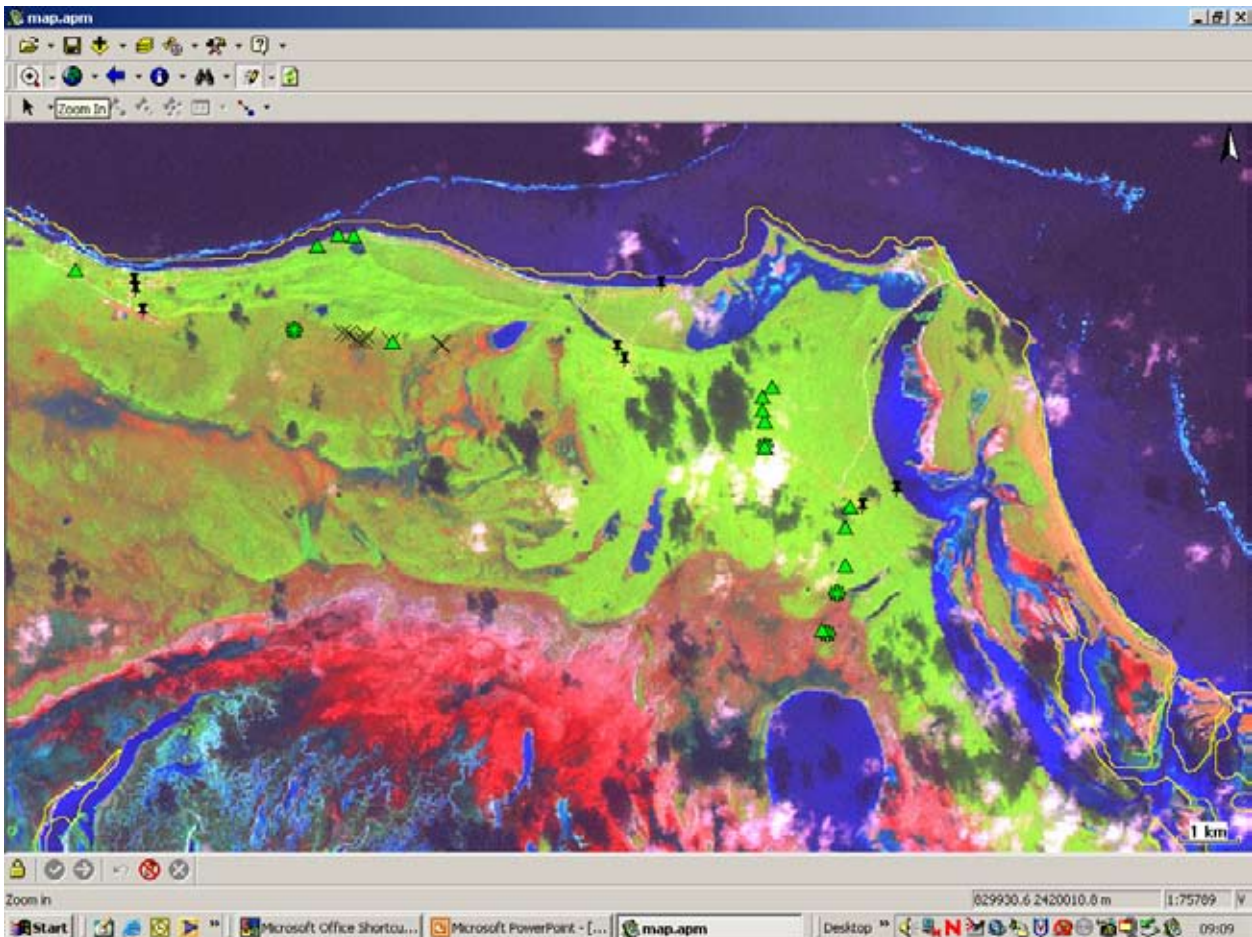 map.apm
Zoom In
1 km
Zoom in
829930.6 2420010.8 m
1:75789
V
Start
Microsoft Office Shortcu...
Microsoft PowerPoint - [...
map.apm
Desktop
09:09